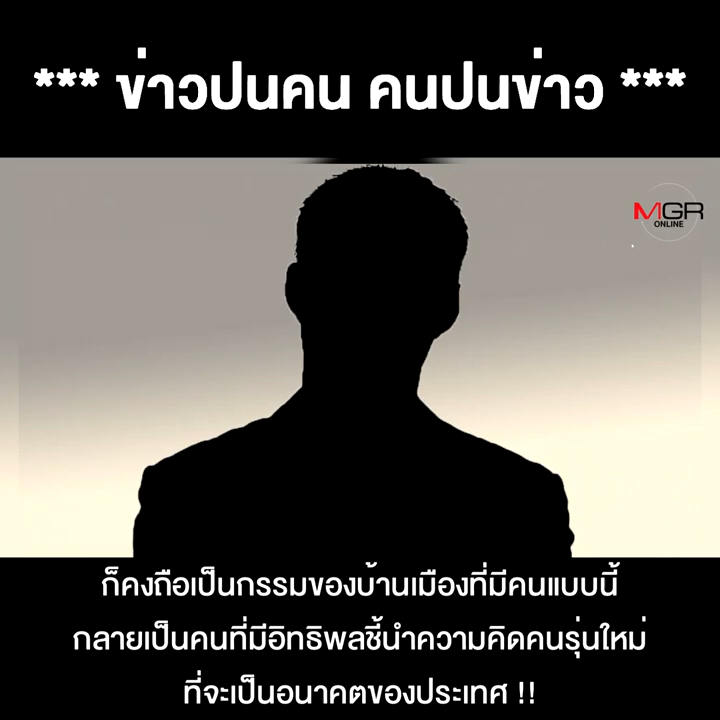 *** ข่าวปนคน คนปนข่าว ***
MGR
ONLINE
ก็คงถือเป็นกรรมของบ้านเมืองที่มีคนแบบนี้
กลายเป็นคนที่มีอิทธิพลชี้นำความคิดคนรุ่นใหม่
ที่จะเป็นอนาคตของประเทศ !!